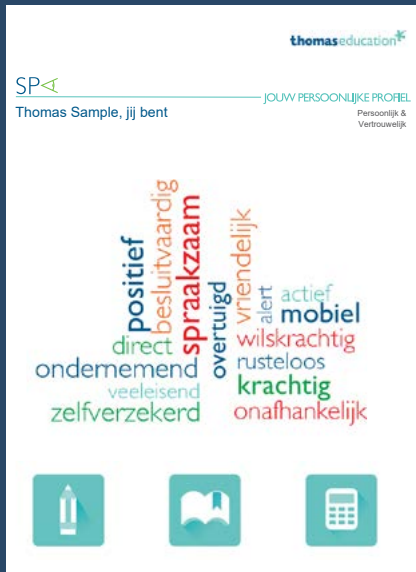 thomaseducation
SPA
JOUW PERSOONLIJKE PROFIEL
Thomas Sample, jij bent
Persoonlijk &
Vertrouwelijk
positief
besluitvaardig
spraakzaam
overtuigd
vriendelijk
alert
actief
mobiel
direct
wilskrachtig
ondernemend
rusteloos
veeleisend
krachtig
zelfverzekerd
onafhankelijk